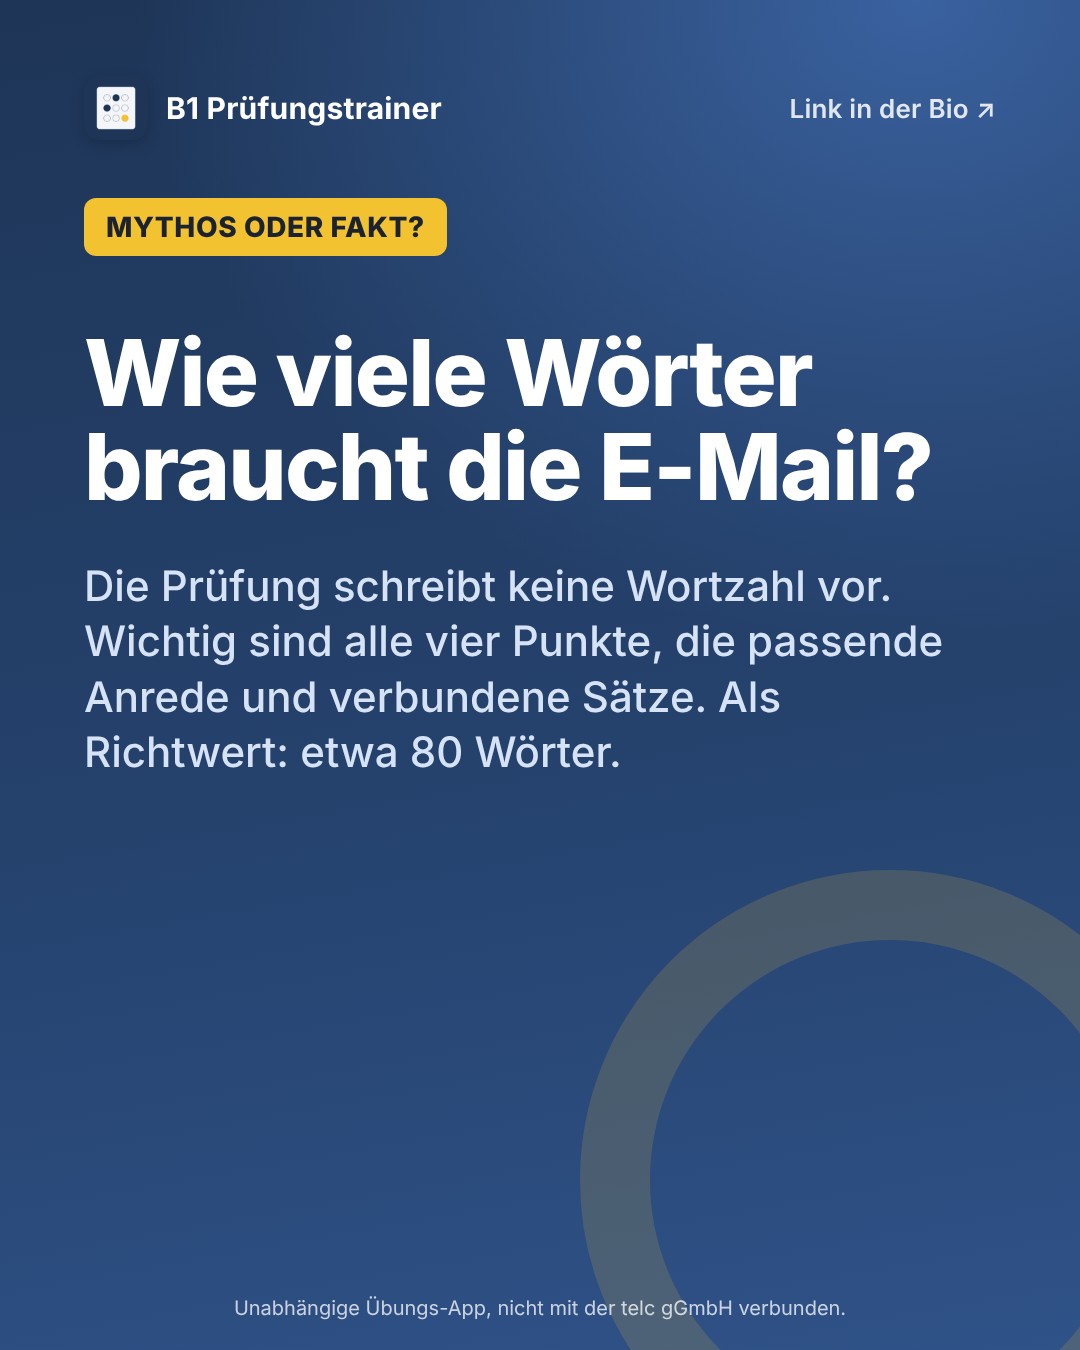 B1 Prüfungstrainer
Link in der Bio ↗
MYTHOS ODER FAKT?
Wie viele Wörter
braucht die E-Mail?
Die Prüfung schreibt keine Wortzahl vor.
Wichtig sind alle vier Punkte, die passende
Anrede und verbundene Sätze. Als
Richtwert: etwa 80 Wörter.
Unabhängige Übungs-App, nicht mit der telc gGmbH verbunden.